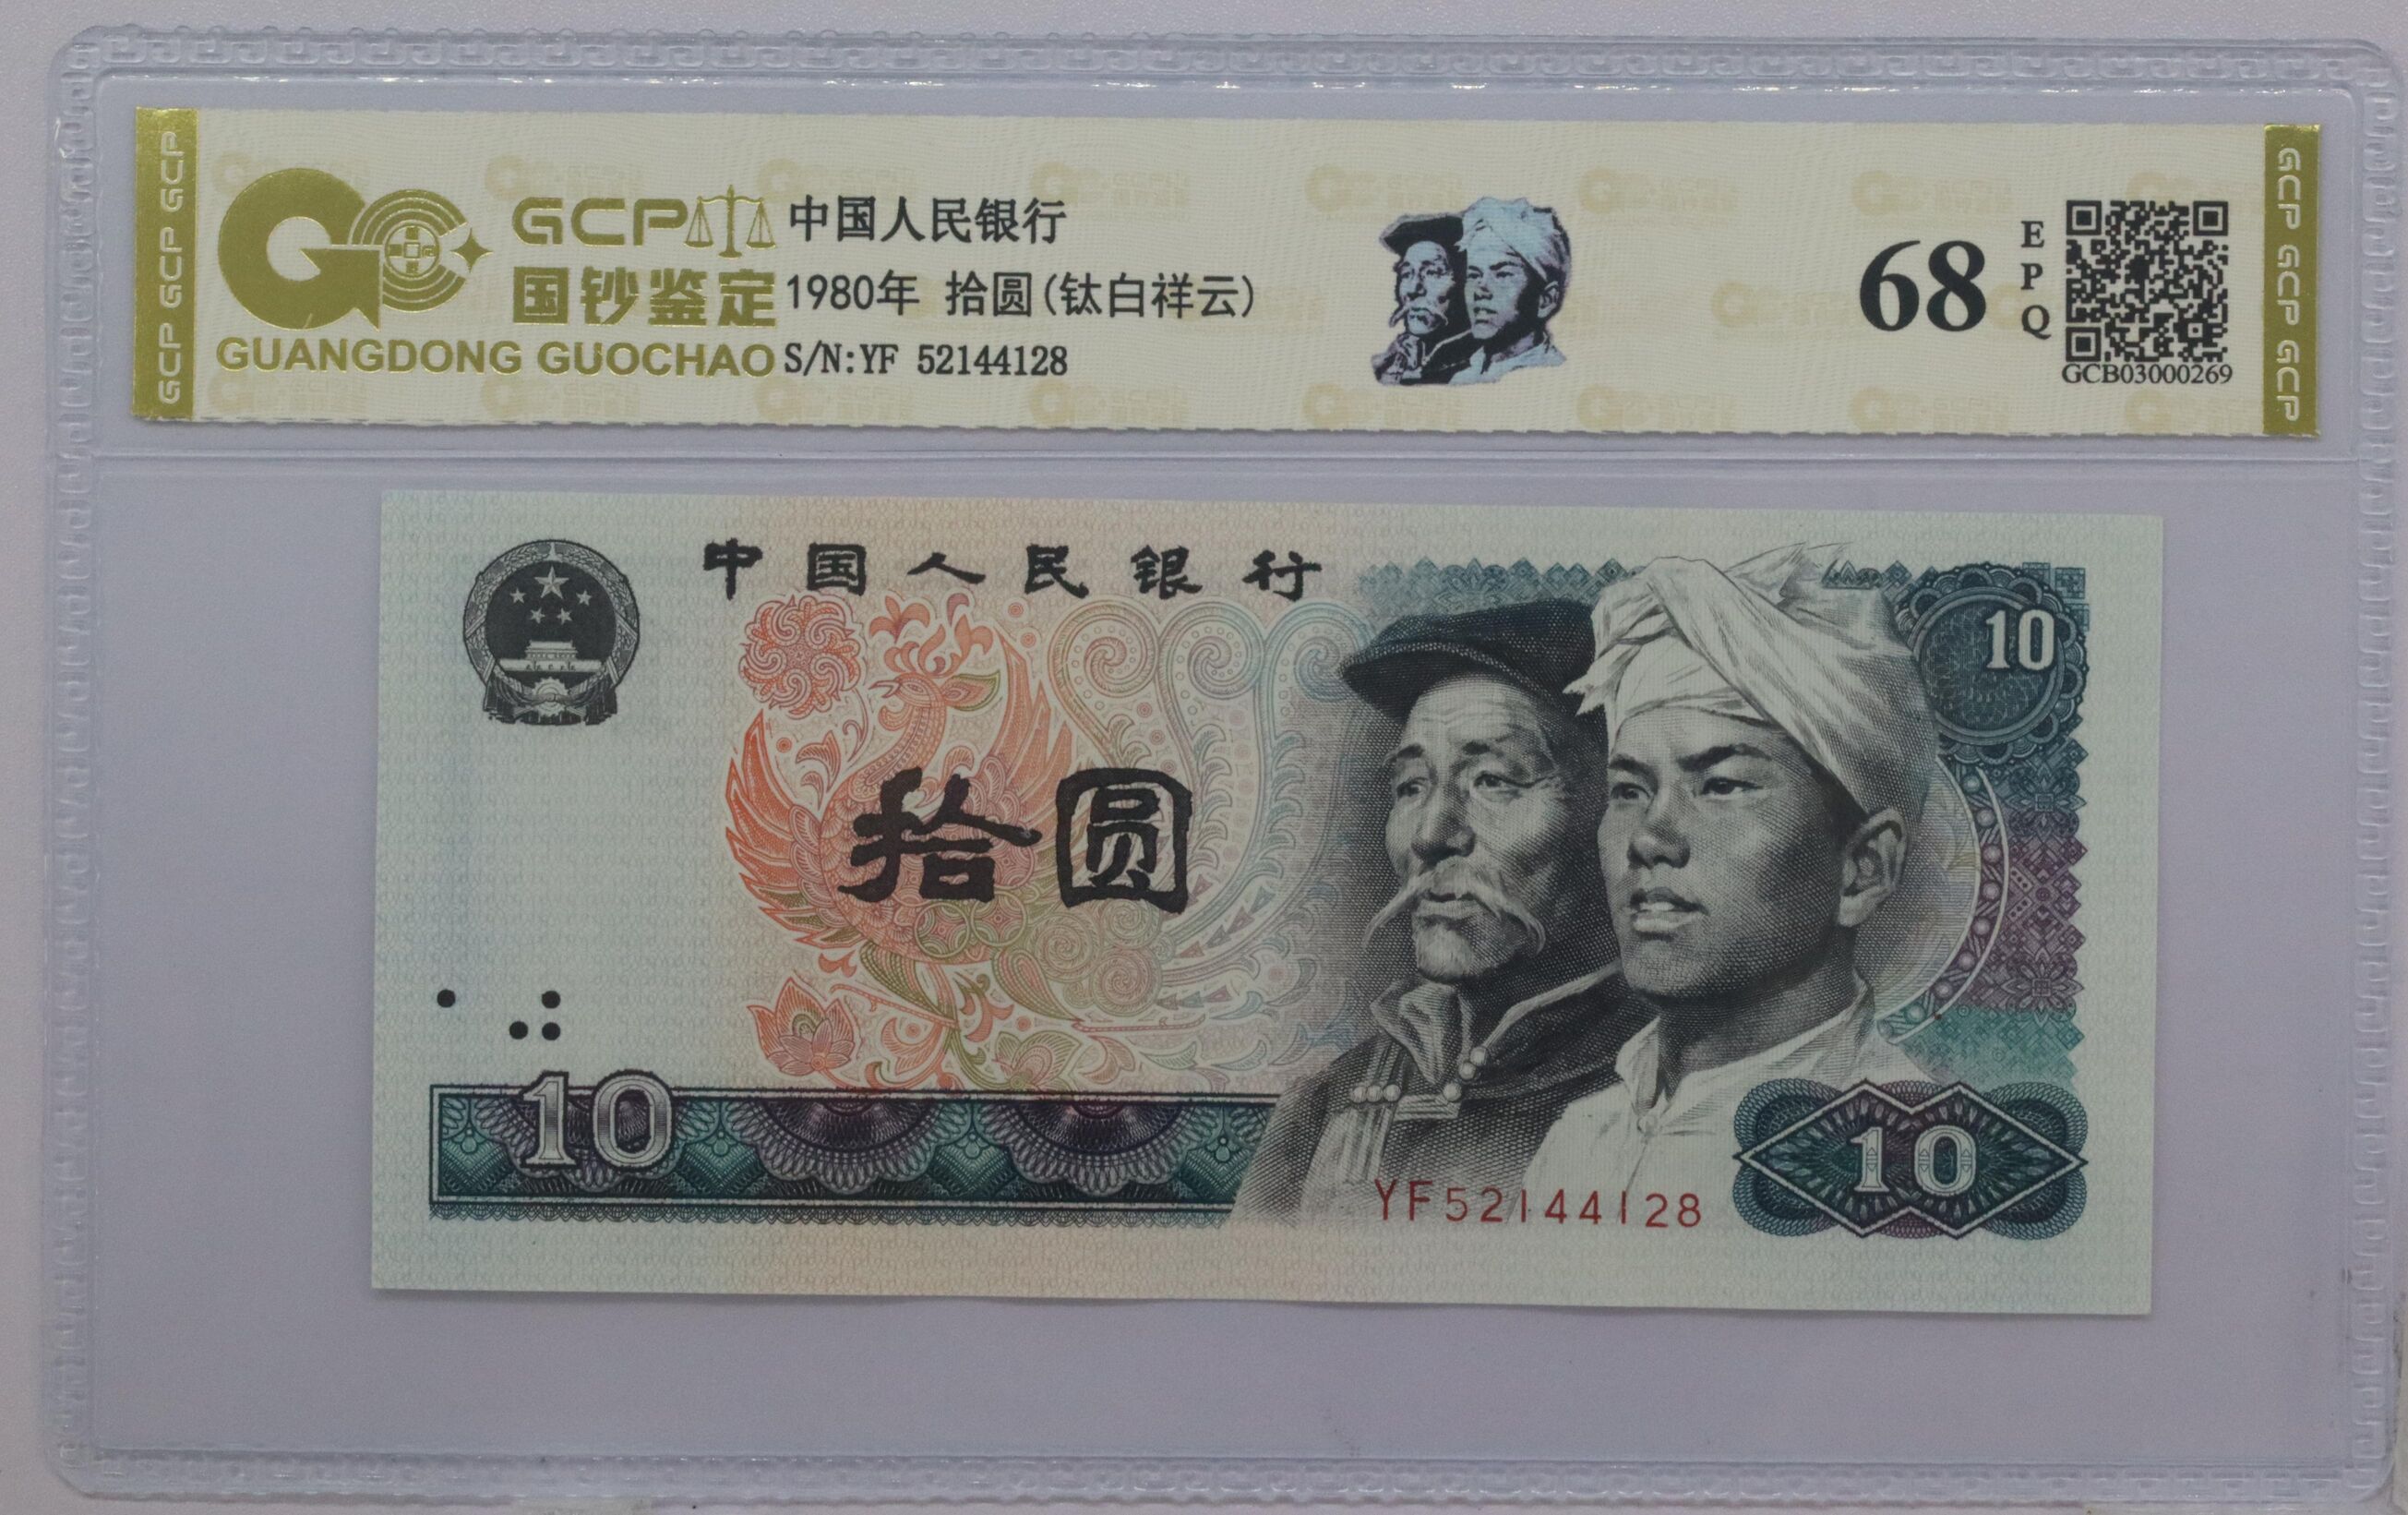 GCP GCP GCP
GCP
国钞鉴定
GUANGDONG GUOCHAO
中国人民银行
1980年 拾圆(钛白祥云)
S/N:YF 52144128
68
E
P
Q
GCB03000269
GCP GCP GCP
中国人民银行
10
拾圆
10
YF52144128
10